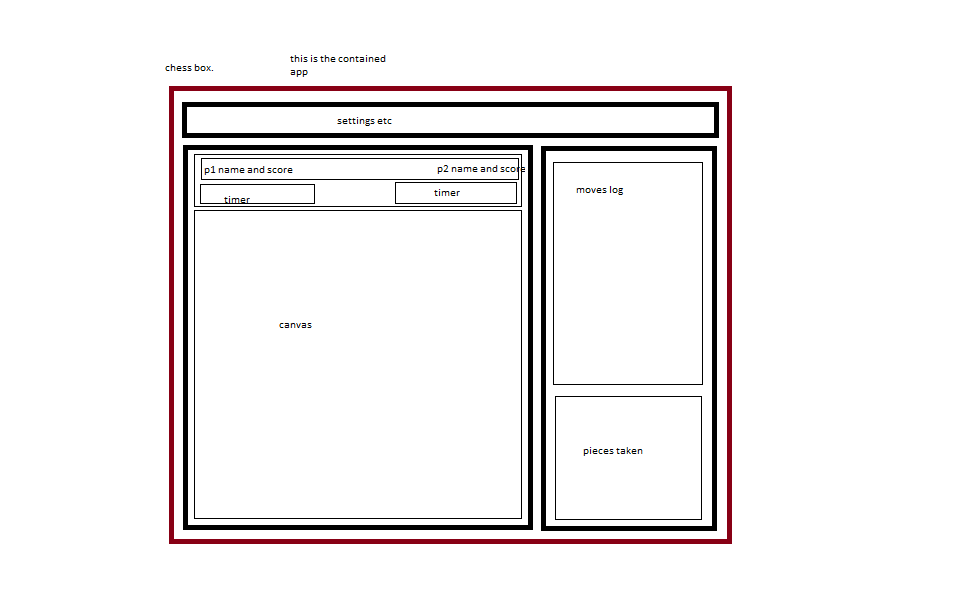 chess box.
this is the contained
app
settings etc
p1 name and score
p2 name and score
timer
timer
moves log
canvas
pieces taken